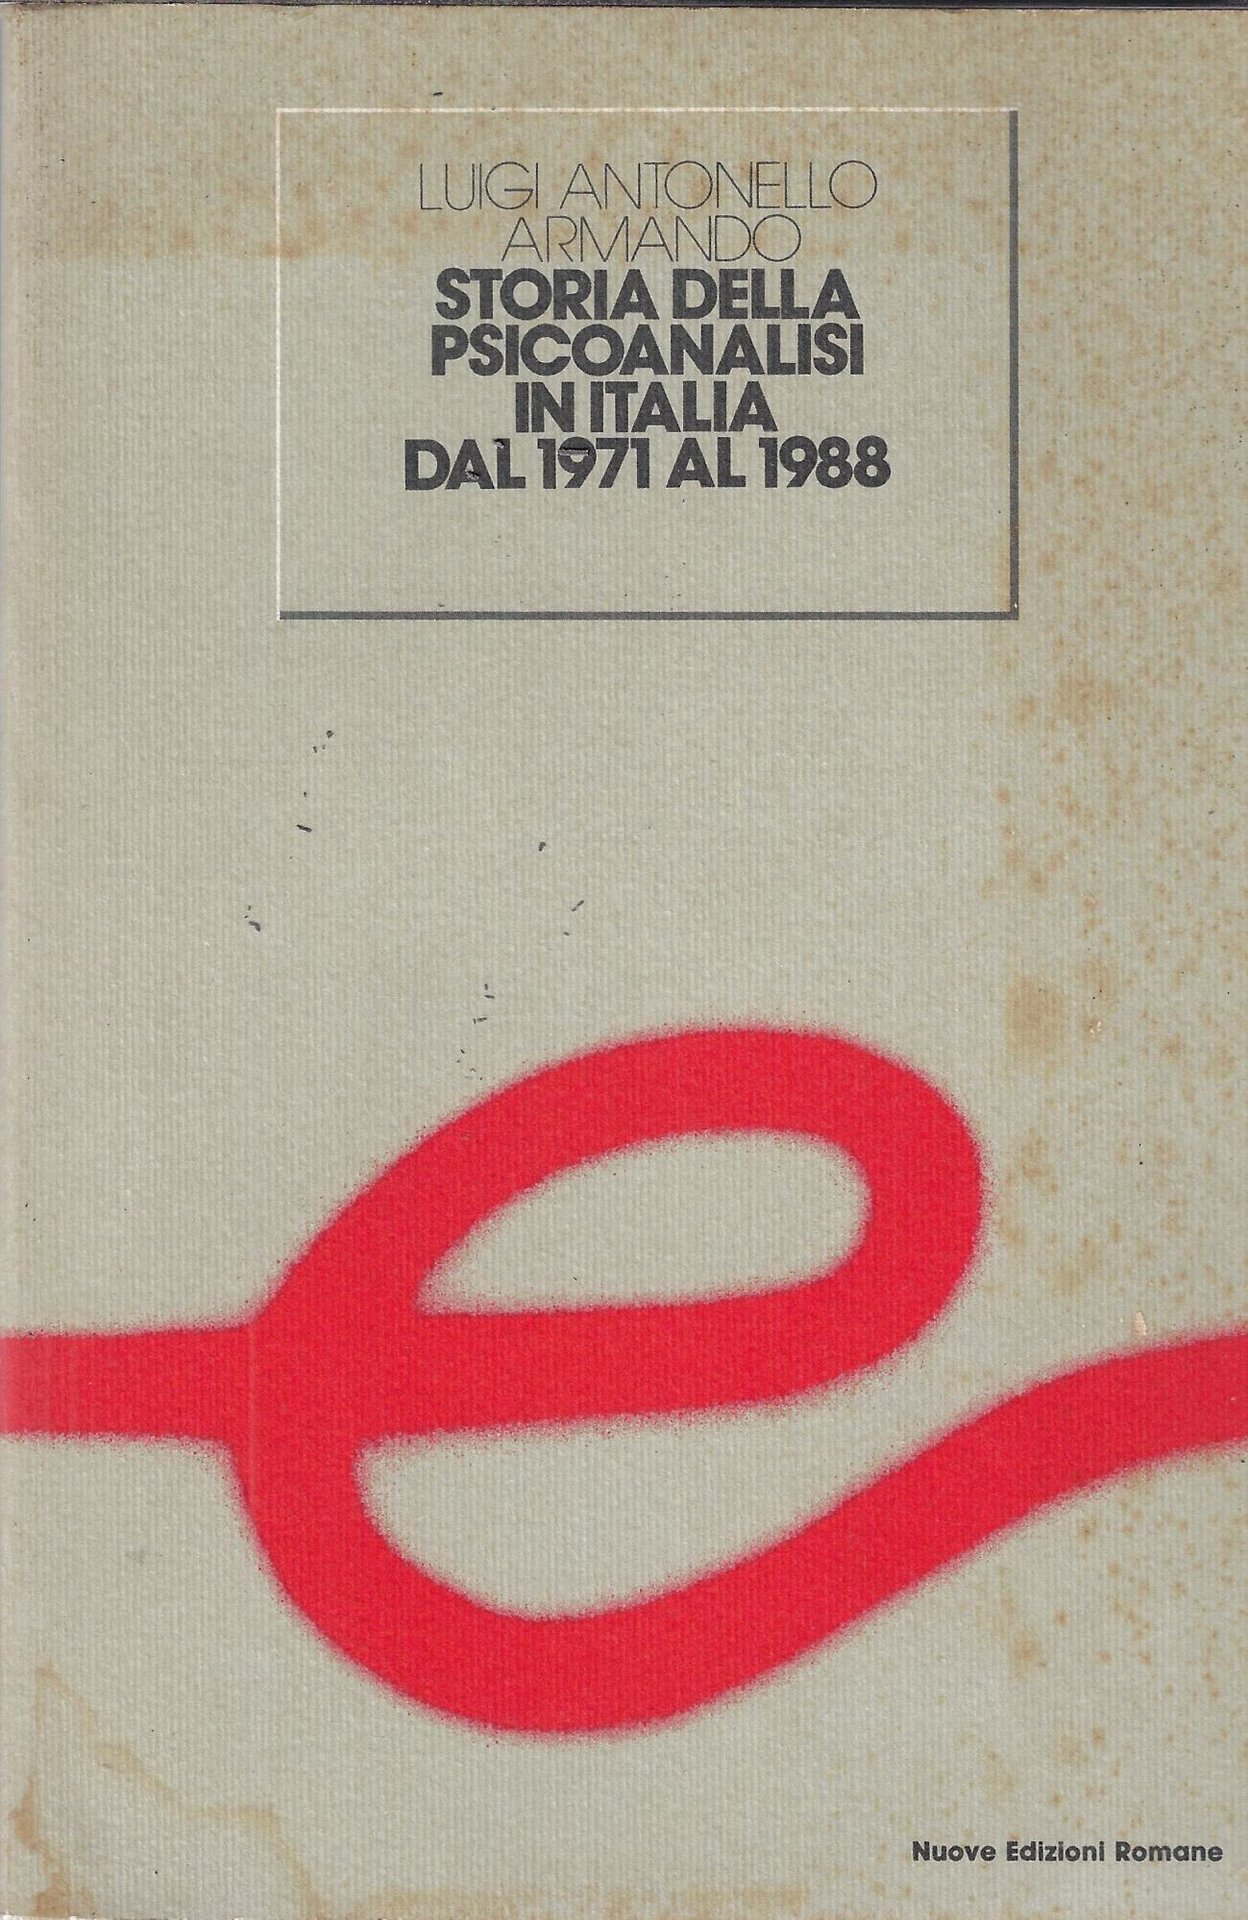 LUIGI ANTONELLO
ARMANDO
STORIA DELLA
PSICOANALISI
IN ITALIA
DAL 1971 AL 1988
e
Nuove Edizioni Romane